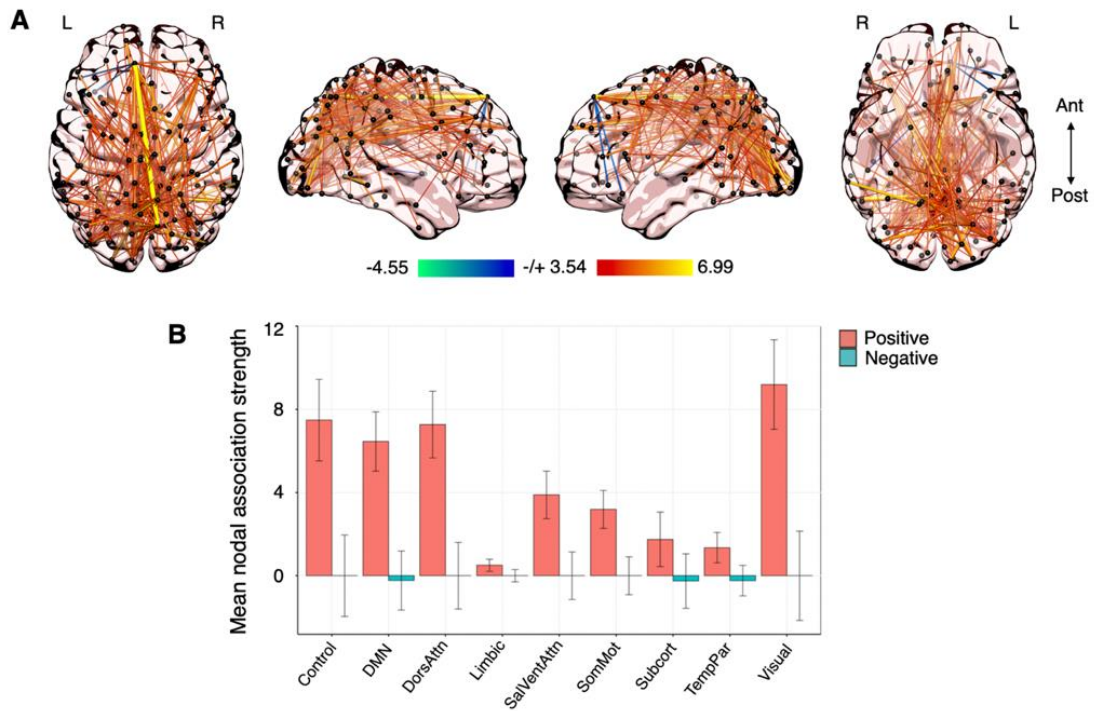 A
L R
R L
Ant
Post
-4.55 -/+ 3.54 6.99
B
Mean nodal association strength
12
8
4
0
Positive
Negative
Control
DMN
DorsAttn
Limbic
SalVentAttn
SomMot
Subcort
TempPar
Visual